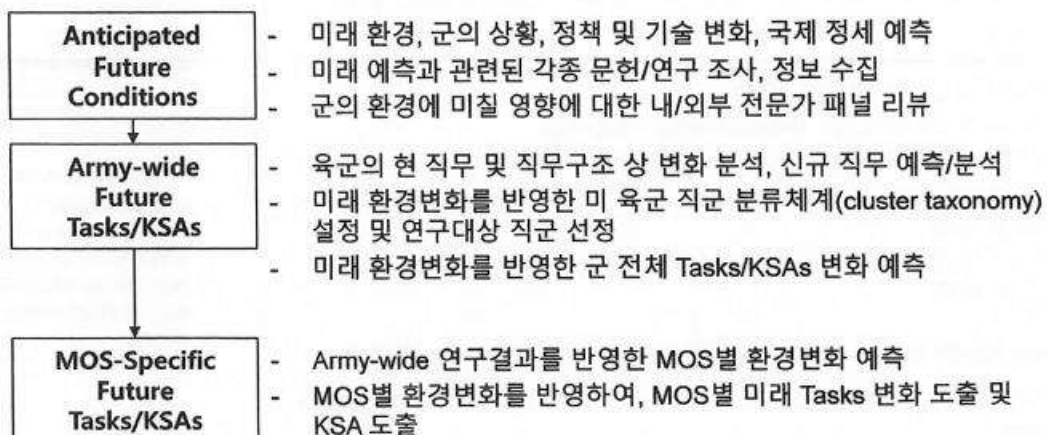 Anticipated
Future
Conditions
- 미래 환경, 군의 상황, 정책 및 기술 변화, 국제 정세 예측
- 미래 예측과 관련된 각종 문헌/연구 조사, 정보 수집
- 군의 환경에 미칠 영향에 대한 내/외부 전문가 패널 리뷰
Army-wide
Future
Tasks/KSAs
- 육군의 현 직무 및 직무구조 상 변화 분석, 신규 직무 예측/분석
- 미래 환경변화를 반영한 미 육군 직군 분류체계(cluster taxonomy)
설정 및 연구대상 직군 선정
- 미래 환경변화를 반영한 군 전체 Tasks/KSAs 변화 예측
MOS-Specific
Future
Tasks/KSAs
- Army-wide 연구결과를 반영한 MOS별 환경변화 예측
- MOS별 환경변화를 반영하여, MOS별 미래 Tasks 변화 도출 및
KSA 도출